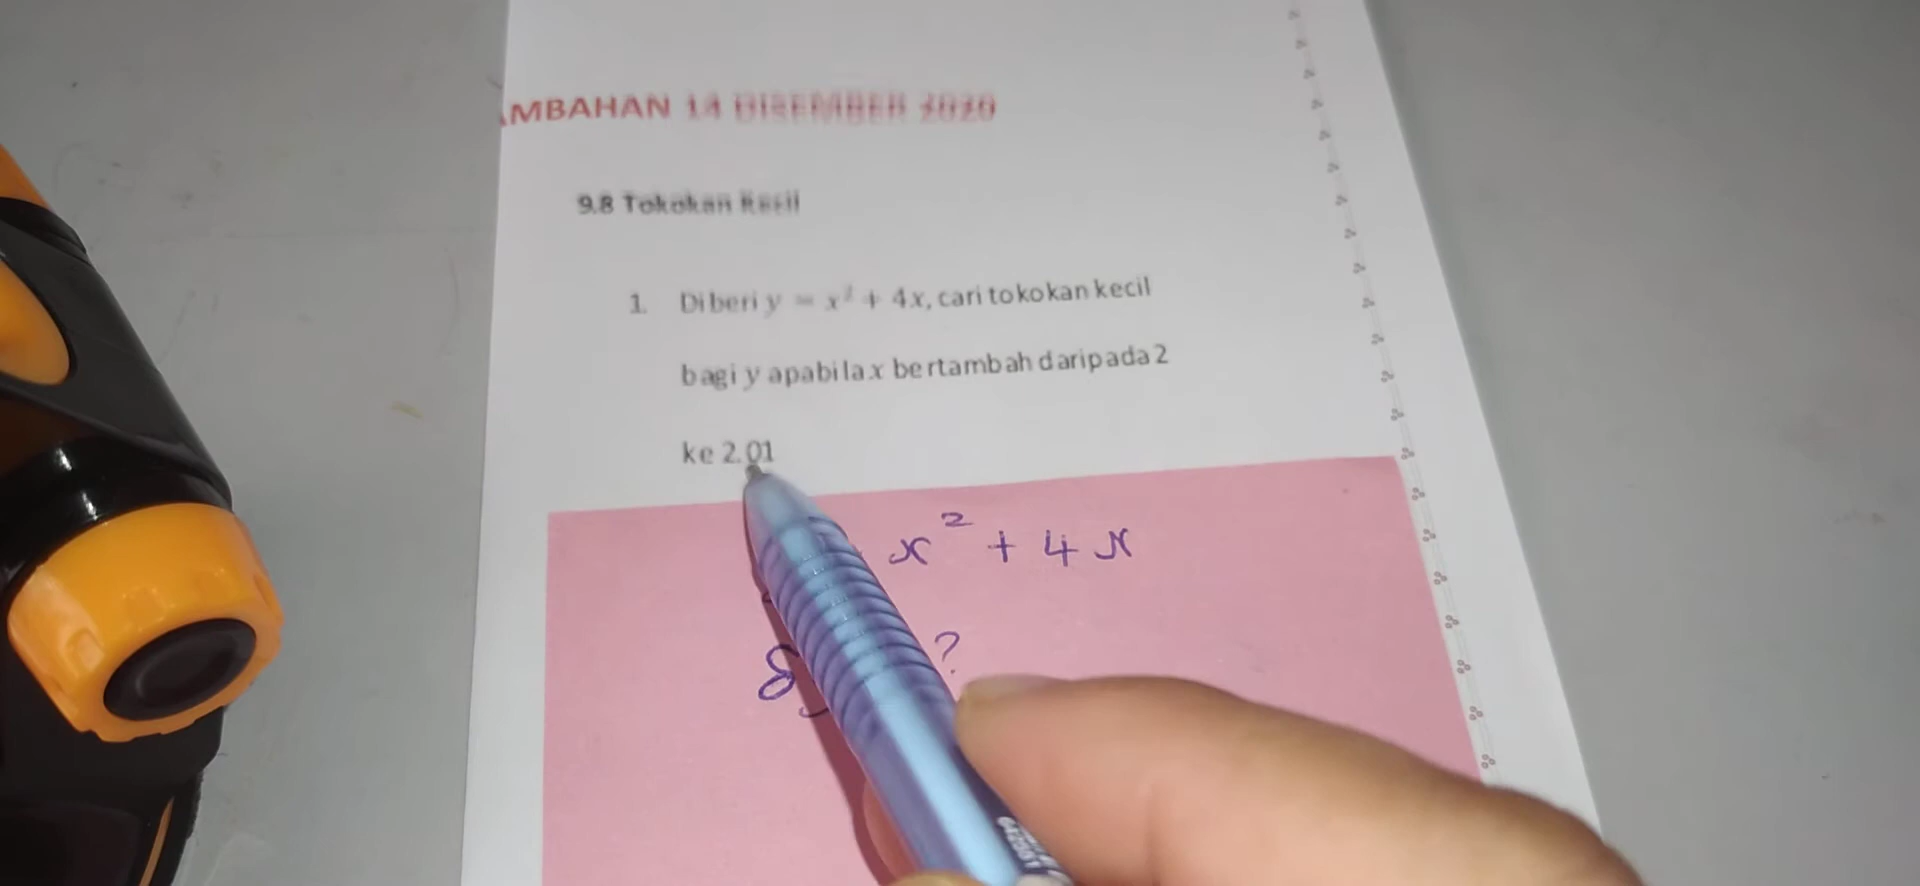 MBAHAN 14 DISEMBER 2020
9.8 Tokokan Kecil
1. Diberi y = x² + 4x, cari tokokan kecil
bagi y apabila x bertambah daripada 2
ke 2.01
x² + 4x
δy ?